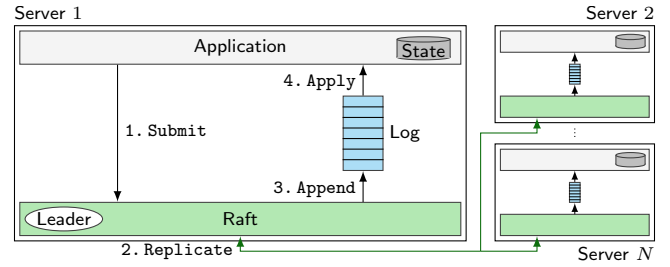 Server 1
Server 2
Application
State
4. Apply
1. Submit
Log
3. Append
Leader
Raft
2. Replicate
Server N